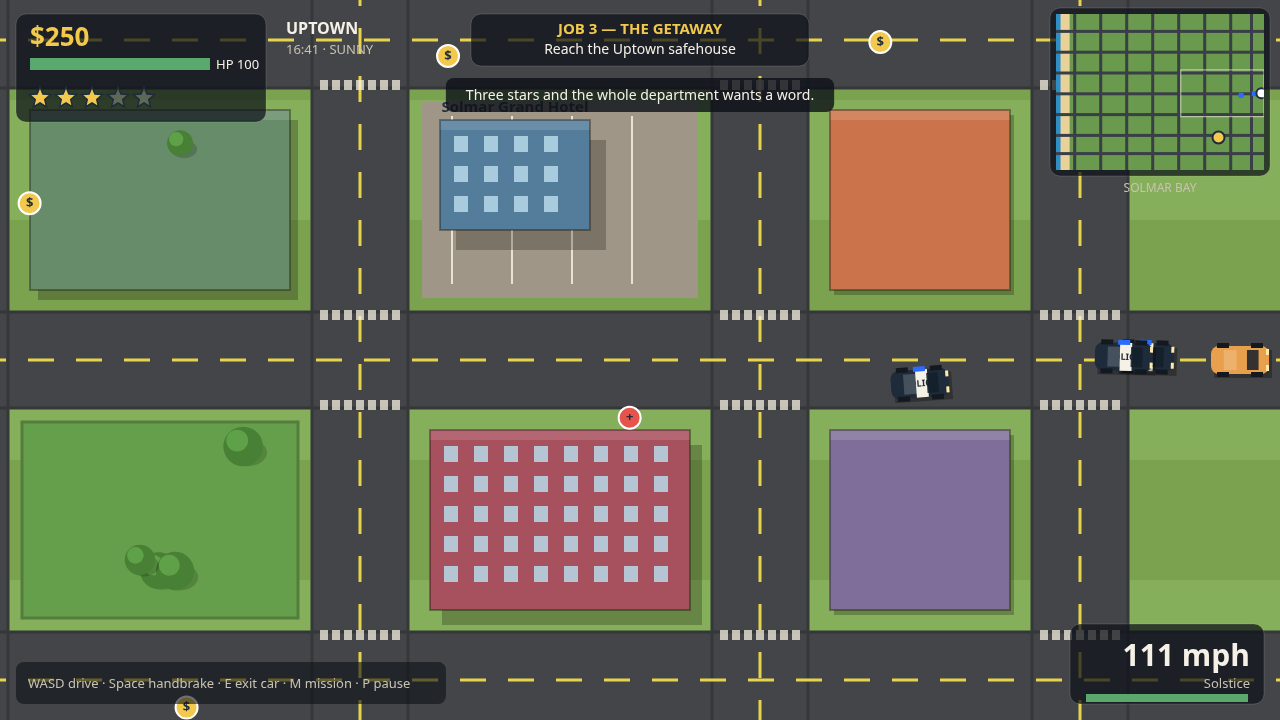 $250
HP 100
UPTOWN
16:41 · SUNNY
JOB 3 — THE GETAWAY
Reach the Uptown safehouse
Three stars and the whole department wants a word.
Solmar Grand Hotel
SOLMAR BAY
$
$
$
$
+
WASD drive · Space handbrake · E exit car · M mission · P pause
111 mph
Solstice